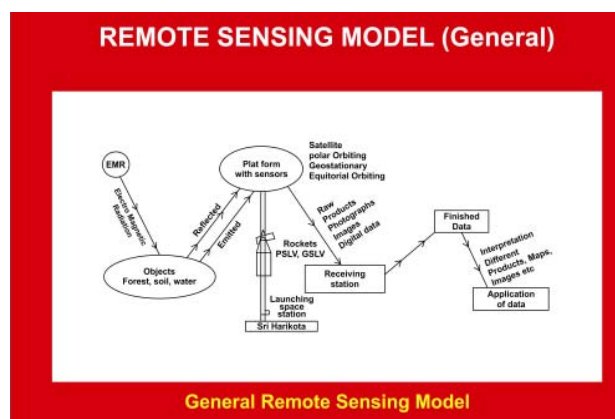 REMOTE SENSING MODEL (General)
EMR
Electro Magnetic
Radiation
Objects
Forest, soil, water
Raflected
Emitted
Plat form
with sensors
Satellite
polar Orbiting
Geostationary
Equitorial Orbiting
Rockets
PSLV, GSLV
Launching
space
station
Sri Harikota
Raw
Products
Photographs
Images
Digital data
Receiving
station
Finished
Data
Interpretation
Different
Products, Maps,
Images etc
Application
of data
General Remote Sensing Model